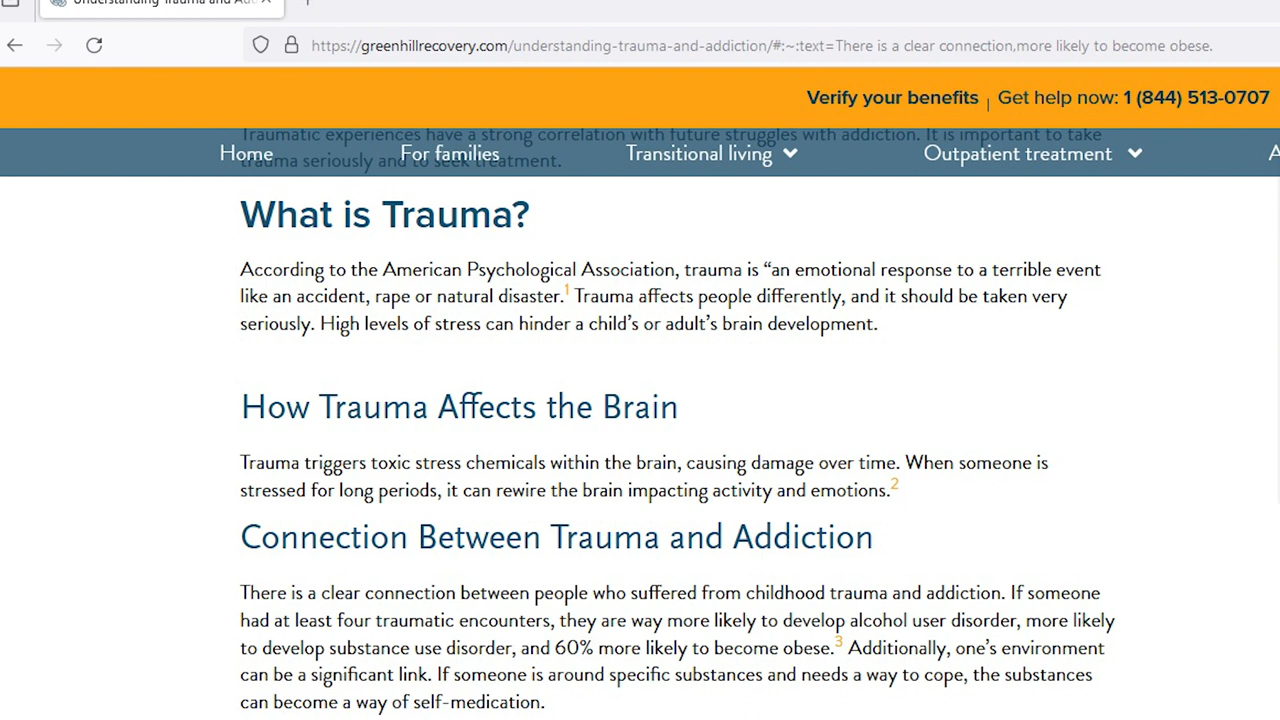 Understanding Trauma and Ad
https://greenhillrecovery.com/understanding-trauma-and-addiction/#:~:text=There is a clear connection,more likely to become obese.
Verify your benefits | Get help now: 1 (844) 513-0707
Traumatic experiences have a strong correlation with future struggles with addiction. It is important to take
Home For families Transitional living Outpatient treatment A
trauma seriously and to seek treatment.
What is Trauma?
According to the American Psychological Association, trauma is “an emotional response to a terrible event
like an accident, rape or natural disaster.1 Trauma affects people differently, and it should be taken very
seriously. High levels of stress can hinder a child’s or adult’s brain development.
How Trauma Affects the Brain
Trauma triggers toxic stress chemicals within the brain, causing damage over time. When someone is
stressed for long periods, it can rewire the brain impacting activity and emotions.2
Connection Between Trauma and Addiction
There is a clear connection between people who suffered from childhood trauma and addiction. If someone
had at least four traumatic encounters, they are way more likely to develop alcohol user disorder, more likely
to develop substance use disorder, and 60% more likely to become obese.3 Additionally, one’s environment
can be a significant link. If someone is around specific substances and needs a way to cope, the substances
can become a way of self-medication.